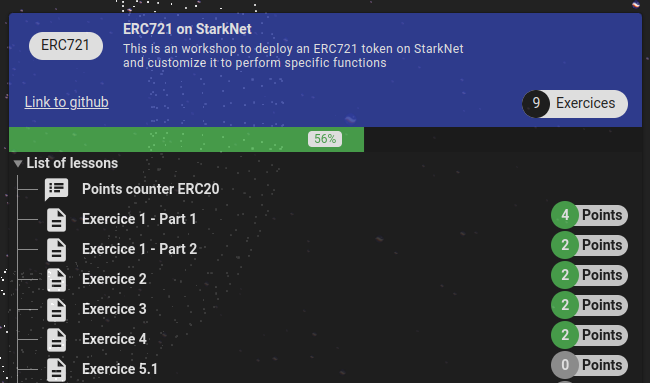 ERC721
ERC721 on StarkNet
This is an workshop to deploy an ERC721 token on StarkNet
and customize it to perform specific functions
Link to github
9 Exercices
56%
List of lessons
Points counter ERC20
Exercice 1 - Part 1
4 Points
Exercice 1 - Part 2
2 Points
Exercice 2
2 Points
Exercice 3
2 Points
Exercice 4
2 Points
Exercice 5.1
0 Points